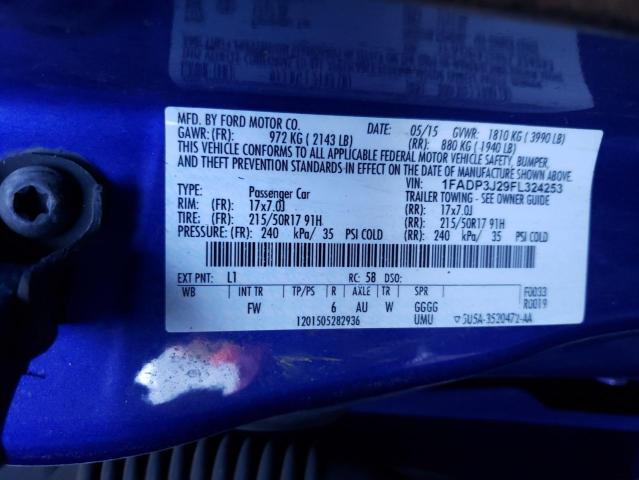 MFD. BY FORD MOTOR CO.
DATE: 05/15 GVWR: 1810 KG ( 3990 LB)
GAWR: (FR): 972 KG ( 2143 LB) (RR): 880 KG ( 1940 LB)
THIS VEHICLE CONFORMS TO ALL APPLICABLE FEDERAL MOTOR VEHICLE SAFETY, BUMPER,
AND THEFT PREVENTION STANDARDS IN EFFECT ON THE DATE OF MANUFACTURE SHOWN ABOVE.
VIN: 1FADP3J29FL324253
TYPE: Passenger Car TRAILER TOWING - SEE OWNER GUIDE
RIM: (FR): 17x7.0J (RR): 17x7.0J
TIRE: (FR): 215/50R17 91H (RR): 215/50R17 91H
PRESSURE: (FR): 240 kPa/ 35 PSI COLD (RR): 240 kPa/ 35 PSI COLD
EXT PNT: L1 RC: 58 DSO:
WB INT TR TP/PS R AXLE TR SPR F0033
FW 6 AU W GGGG R0019
1201505282936 UMU 5U5A-3520472-AA